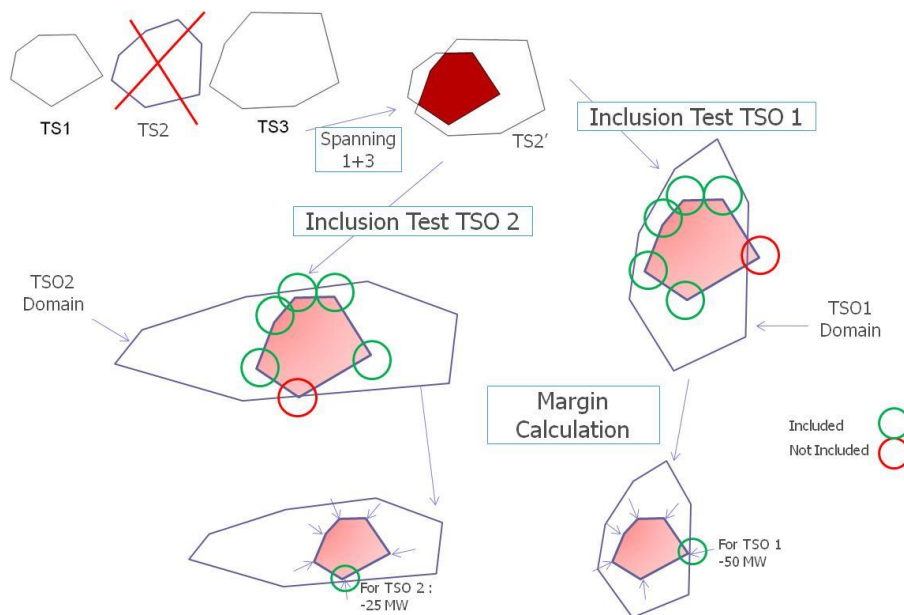 TS1
TS2
TS3
Spanning
1+3
TS2'
Inclusion Test TSO 1
Inclusion Test TSO 2
TSO2
Domain
TSO1
Domain
Margin
Calculation
Included
Not Included
For TSO 2 :
-25 MW
For TSO 1
-50 MW